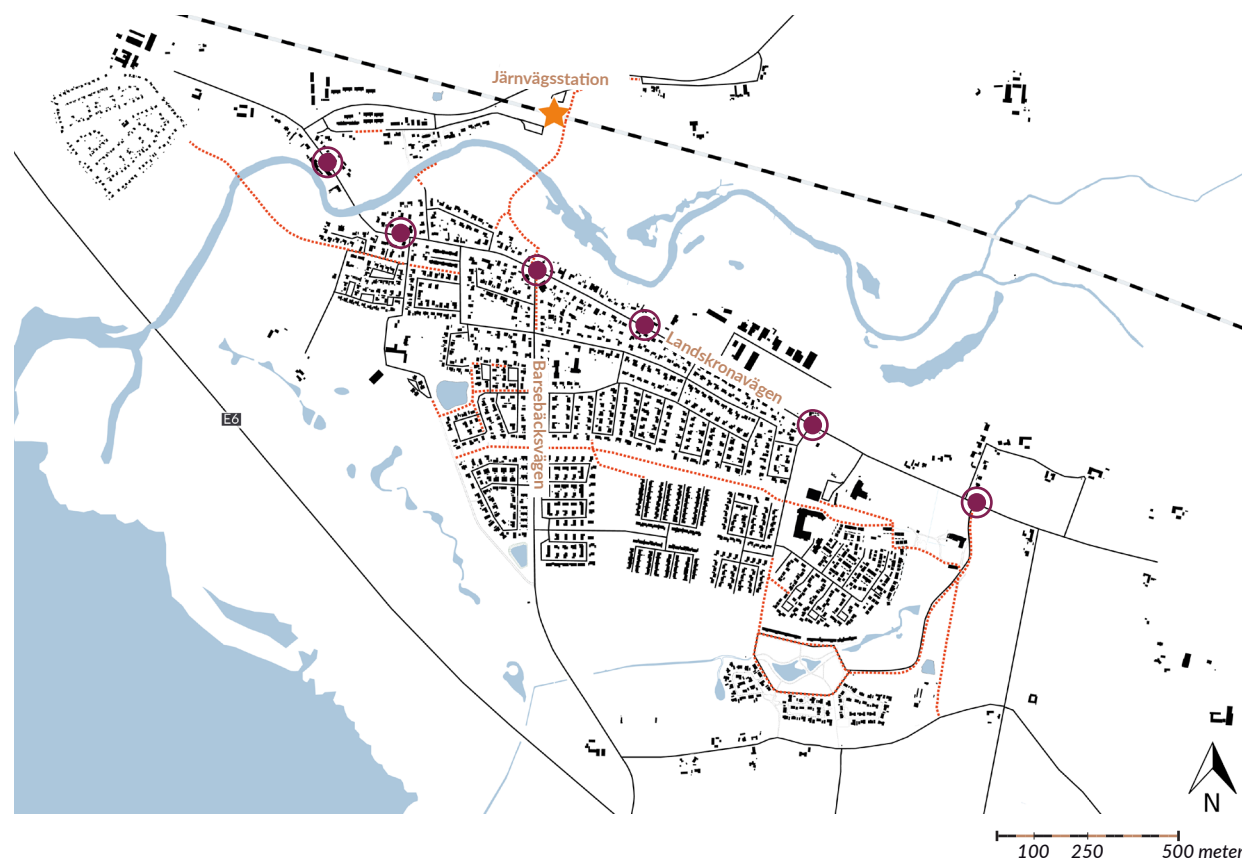 Järnvägsstation
Landskronavägen
Barsebäcksvägen
E6
N
100 250 500 meter